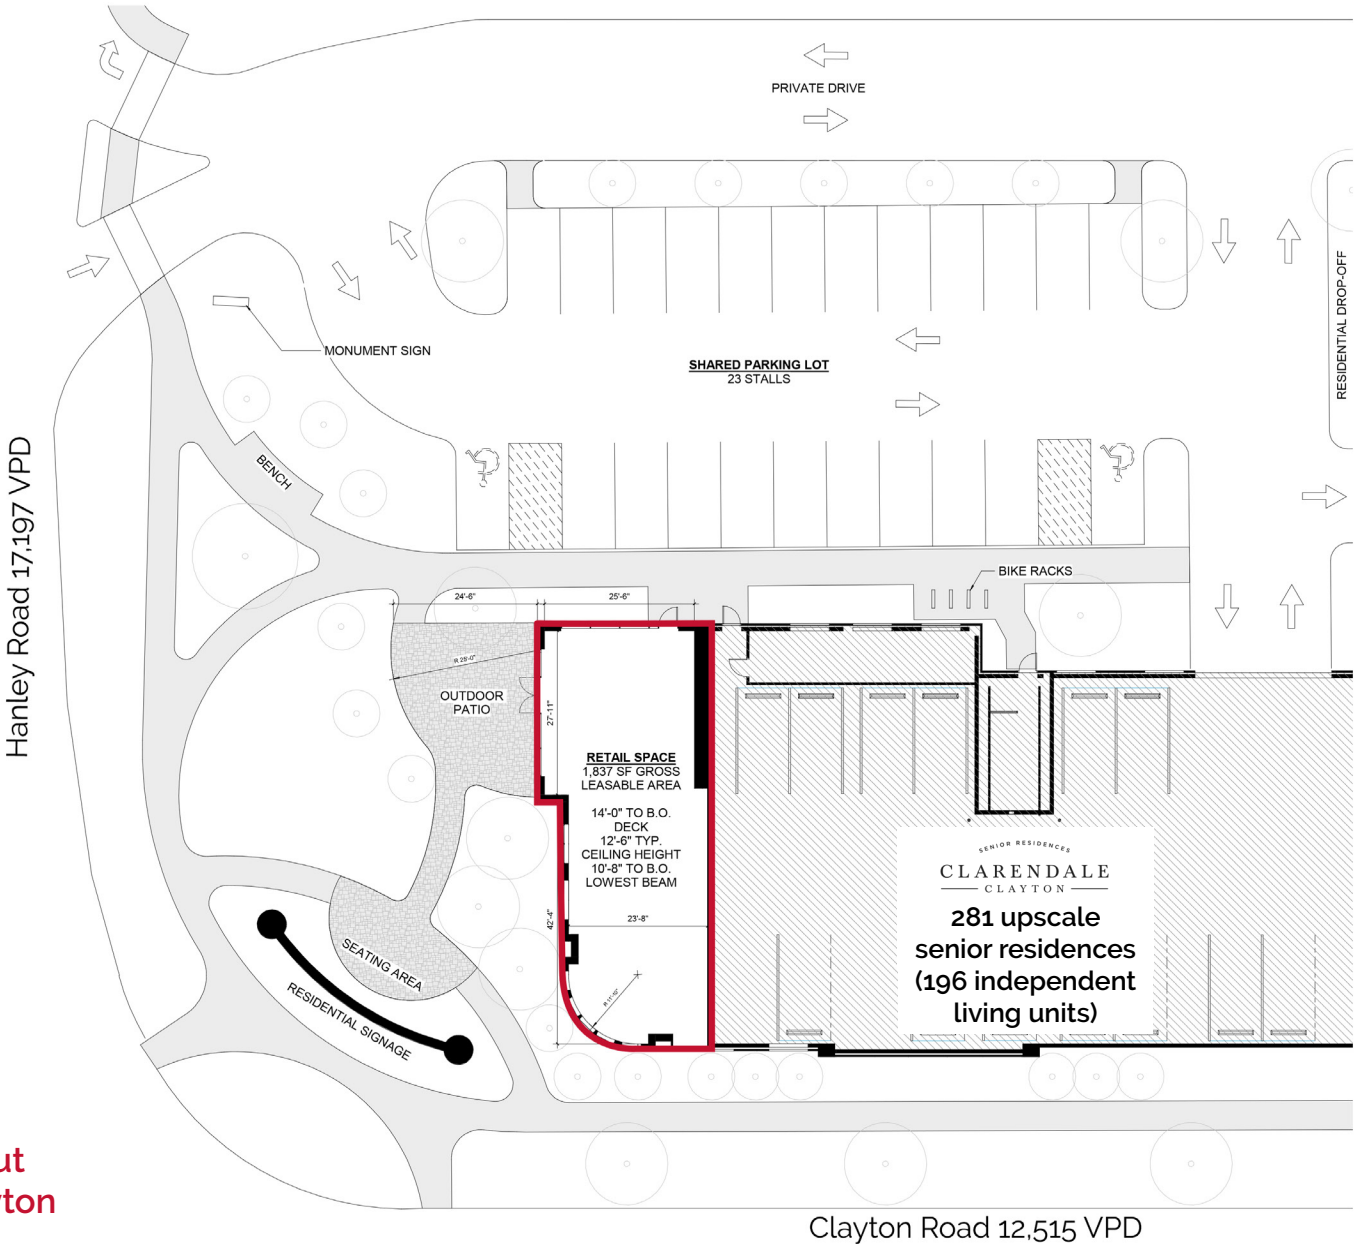 PRIVATE DRIVE
RESIDENTIAL DROP-OFF
MONUMENT SIGN
SHARED PARKING LOT
23 STALLS
Hanley Road 17,197 VPD
BENCH
BIKE RACKS
24'-6"
25'-6"
R 25'-0"
OUTDOOR
PATIO
27'-11"
RETAIL SPACE
1,837 SF GROSS
LEASABLE AREA
14'-0" TO B.O.
DECK
12'-6" TYP.
CEILING HEIGHT
10'-8" TO B.O.
LOWEST BEAM
42'-4"
23'-8"
SENIOR RESIDENCES
CLARENDALE
CLAYTON
281 upscale
senior residences
(196 independent
living units)
SEATING AREA
RESIDENTIAL SIGNAGE
ut
yton
Clayton Road 12,515 VPD